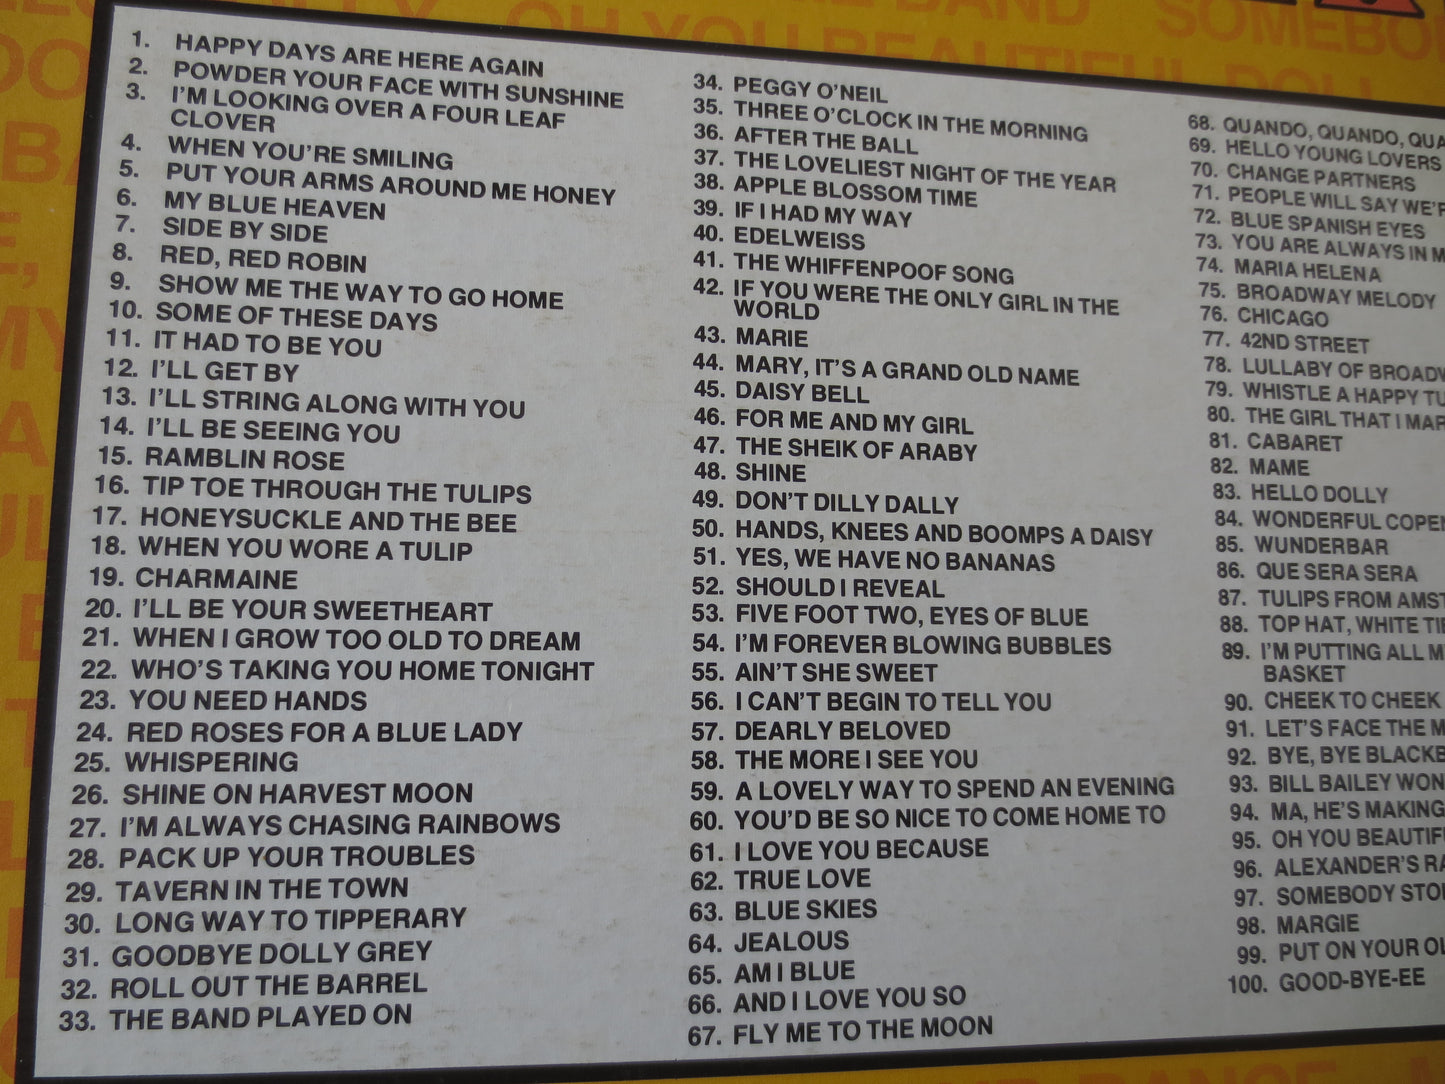 1. HAPPY DAYS ARE HERE AGAIN
2. POWDER YOUR FACE WITH SUNSHINE
3. I'M LOOKING OVER A FOUR LEAF
CLOVER
4. WHEN YOU'RE SMILING
5. PUT YOUR ARMS AROUND ME HONEY
6. MY BLUE HEAVEN
7. SIDE BY SIDE
8. RED, RED ROBIN
9. SHOW ME THE WAY TO GO HOME
10. SOME OF THESE DAYS
11. IT HAD TO BE YOU
12. I'LL GET BY
13. I'LL STRING ALONG WITH YOU
14. I'LL BE SEEING YOU
15. RAMBLIN ROSE
16. TIP TOE THROUGH THE TULIPS
17. HONEYSUCKLE AND THE BEE
18. WHEN YOU WORE A TULIP
19. CHARMAINE
20. I'LL BE YOUR SWEETHEART
21. WHEN I GROW TOO OLD TO DREAM
22. WHO'S TAKING YOU HOME TONIGHT
23. YOU NEED HANDS
24. RED ROSES FOR A BLUE LADY
25. WHISPERING
26. SHINE ON HARVEST MOON
27. I'M ALWAYS CHASING RAINBOWS
28. PACK UP YOUR TROUBLES
29. TAVERN IN THE TOWN
30. LONG WAY TO TIPPERARY
31. GOODBYE DOLLY GREY
32. ROLL OUT THE BARREL
33. THE BAND PLAYED ON
34. PEGGY O'NEIL
35. THREE O'CLOCK IN THE MORNING
36. AFTER THE BALL
37. THE LOVELIEST NIGHT OF THE YEAR
38. APPLE BLOSSOM TIME
39. IF I HAD MY WAY
40. EDELWEISS
41. THE WHIFFENPOOF SONG
42. IF YOU WERE THE ONLY GIRL IN THE
WORLD
43. MARIE
44. MARY, IT'S A GRAND OLD NAME
45. DAISY BELL
46. FOR ME AND MY GIRL
47. THE SHEIK OF ARABY
48. SHINE
49. DON'T DILLY DALLY
50. HANDS, KNEES AND BOOMPS A DAISY
51. YES, WE HAVE NO BANANAS
52. SHOULD I REVEAL
53. FIVE FOOT TWO, EYES OF BLUE
54. I'M FOREVER BLOWING BUBBLES
55. AIN'T SHE SWEET
56. I CAN'T BEGIN TO TELL YOU
57. DEARLY BELOVED
58. THE MORE I SEE YOU
59. A LOVELY WAY TO SPEND AN EVENING
60. YOU'D BE SO NICE TO COME HOME TO
61. I LOVE YOU BECAUSE
62. TRUE LOVE
63. BLUE SKIES
64. JEALOUS
65. AM I BLUE
66. AND I LOVE YOU SO
67. FLY ME TO THE MOON
68. QUANDO, QUANDO, QUA
69. HELLO YOUNG LOVERS
70. CHANGE PARTNERS
71. PEOPLE WILL SAY WE'R
72. BLUE SPANISH EYES
73. YOU ARE ALWAYS IN M
74. MARIA HELENA
75. BROADWAY MELODY
76. CHICAGO
77. 42ND STREET
78. LULLABY OF BROADW
79. WHISTLE A HAPPY TU
80. THE GIRL THAT I MAR
81. CABARET
82. MAME
83. HELLO DOLLY
84. WONDERFUL COPE
85. WUNDERBAR
86. QUE SERA SERA
87. TULIPS FROM AMST
88. TOP HAT, WHITE TI
89. I'M PUTTING ALL M
BASKET
90. CHEEK TO CHEEK
91. LET'S FACE THE M
92. BYE, BYE BLACKB
93. BILL BAILEY WON
94. MA, HE'S MAKING
95. OH YOU BEAUTIF
96. ALEXANDER'S RA
97. SOMEBODY STO
98. MARGIE
99. PUT ON YOUR OL
100. GOOD-BYE-EE